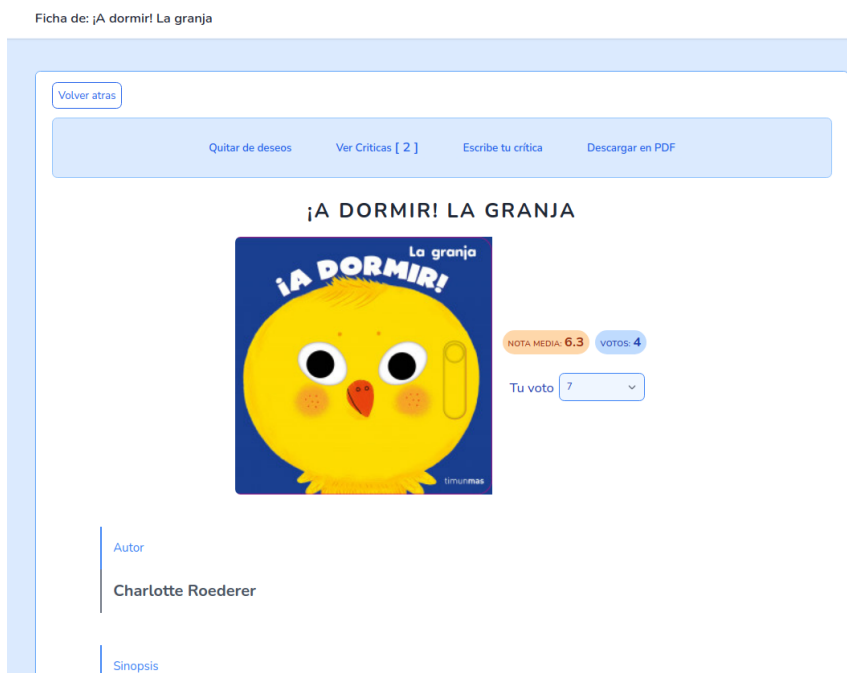 Ficha de: ¡A dormir! La granja
Volver atras
Quitar de deseos Ver Criticas [ 2 ] Escribe tu crítica Descargar en PDF
¡A DORMIR! LA GRANJA
La granja
¡A DORMIR!
timunmas
NOTA MEDIA: 6.3 VOTOS: 4
Tu voto 7
Autor
Charlotte Roederer
Sinopsis